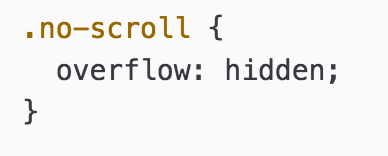 .no-scroll {
  overflow: hidden;
}